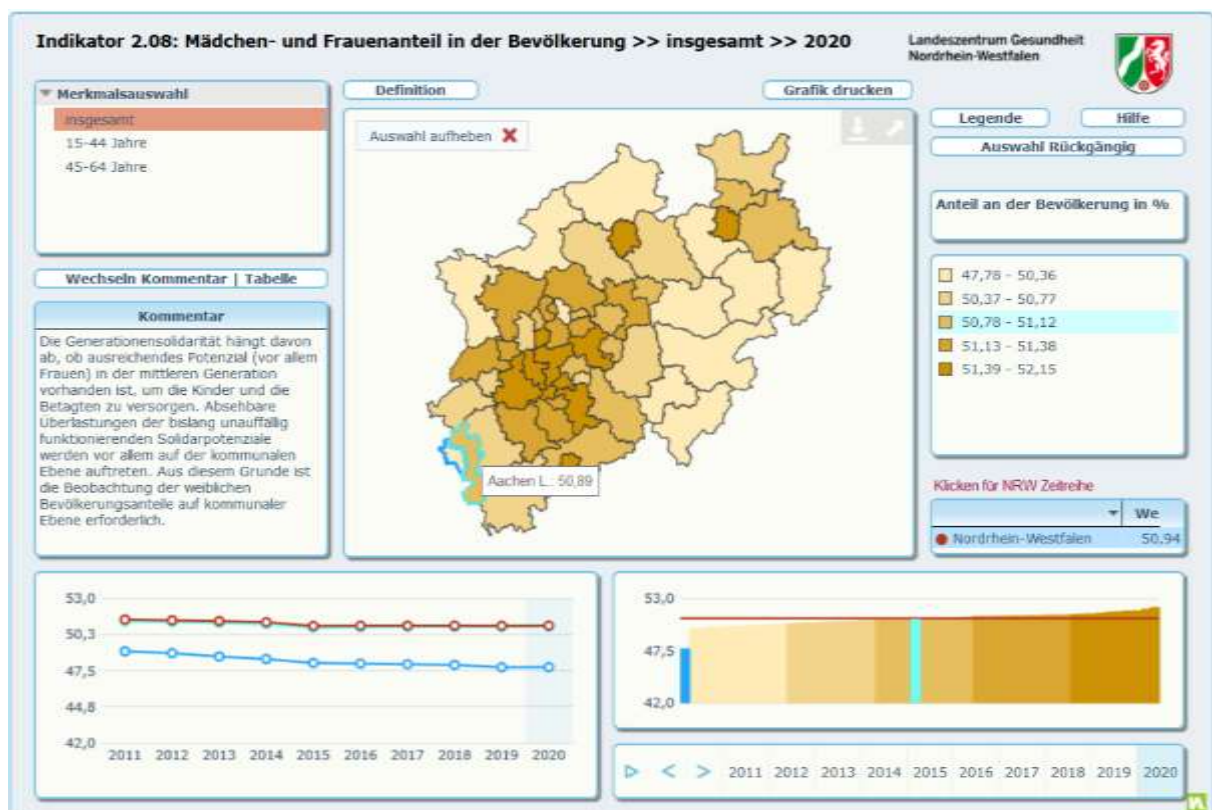 Indikator 2.08: Mädchen- und Frauenanteil in der Bevölkerung >> insgesamt >> 2020
Landeszentrum Gesundheit
Nordrhein-Westfalen
Merkmalsauswahl
insgesamt
15-44 Jahre
45-64 Jahre
Definition
Grafik drucken
Legende
Hilfe
Auswahl Rückgängig
Auswahl aufheben
Anteil an der Bevölkerung in %
47,78 - 50,36
50,37 - 50,77
50,78 - 51,12
51,13 - 51,38
51,39 - 52,15
Wechseln Kommentar | Tabelle
Kommentar
Die Generationensolidarität hängt davon
ab, ob ausreichendes Potenzial (vor allem
Frauen) in der mittleren Generation
vorhanden ist, um die Kinder und die
Betagten zu versorgen. Absehbare
Überlastungen der bislang unauffällig
funktionierenden Solidarpotenziale
werden vor allem auf der kommunalen
Ebene auftreten. Aus diesem Grunde ist
die Beobachtung der weiblichen
Bevölkerungsanteile auf kommunaler
Ebene erforderlich.
Aachen L.: 50,89
Klicken für NRW Zeitreihe
We
Nordrhein-Westfalen 50,94
53,0
50,3
47,5
44,8
42,0
2011 2012 2013 2014 2015 2016 2017 2018 2019 2020
53,0
47,5
42,0
2011 2012 2013 2014 2015 2016 2017 2018 2019 2020